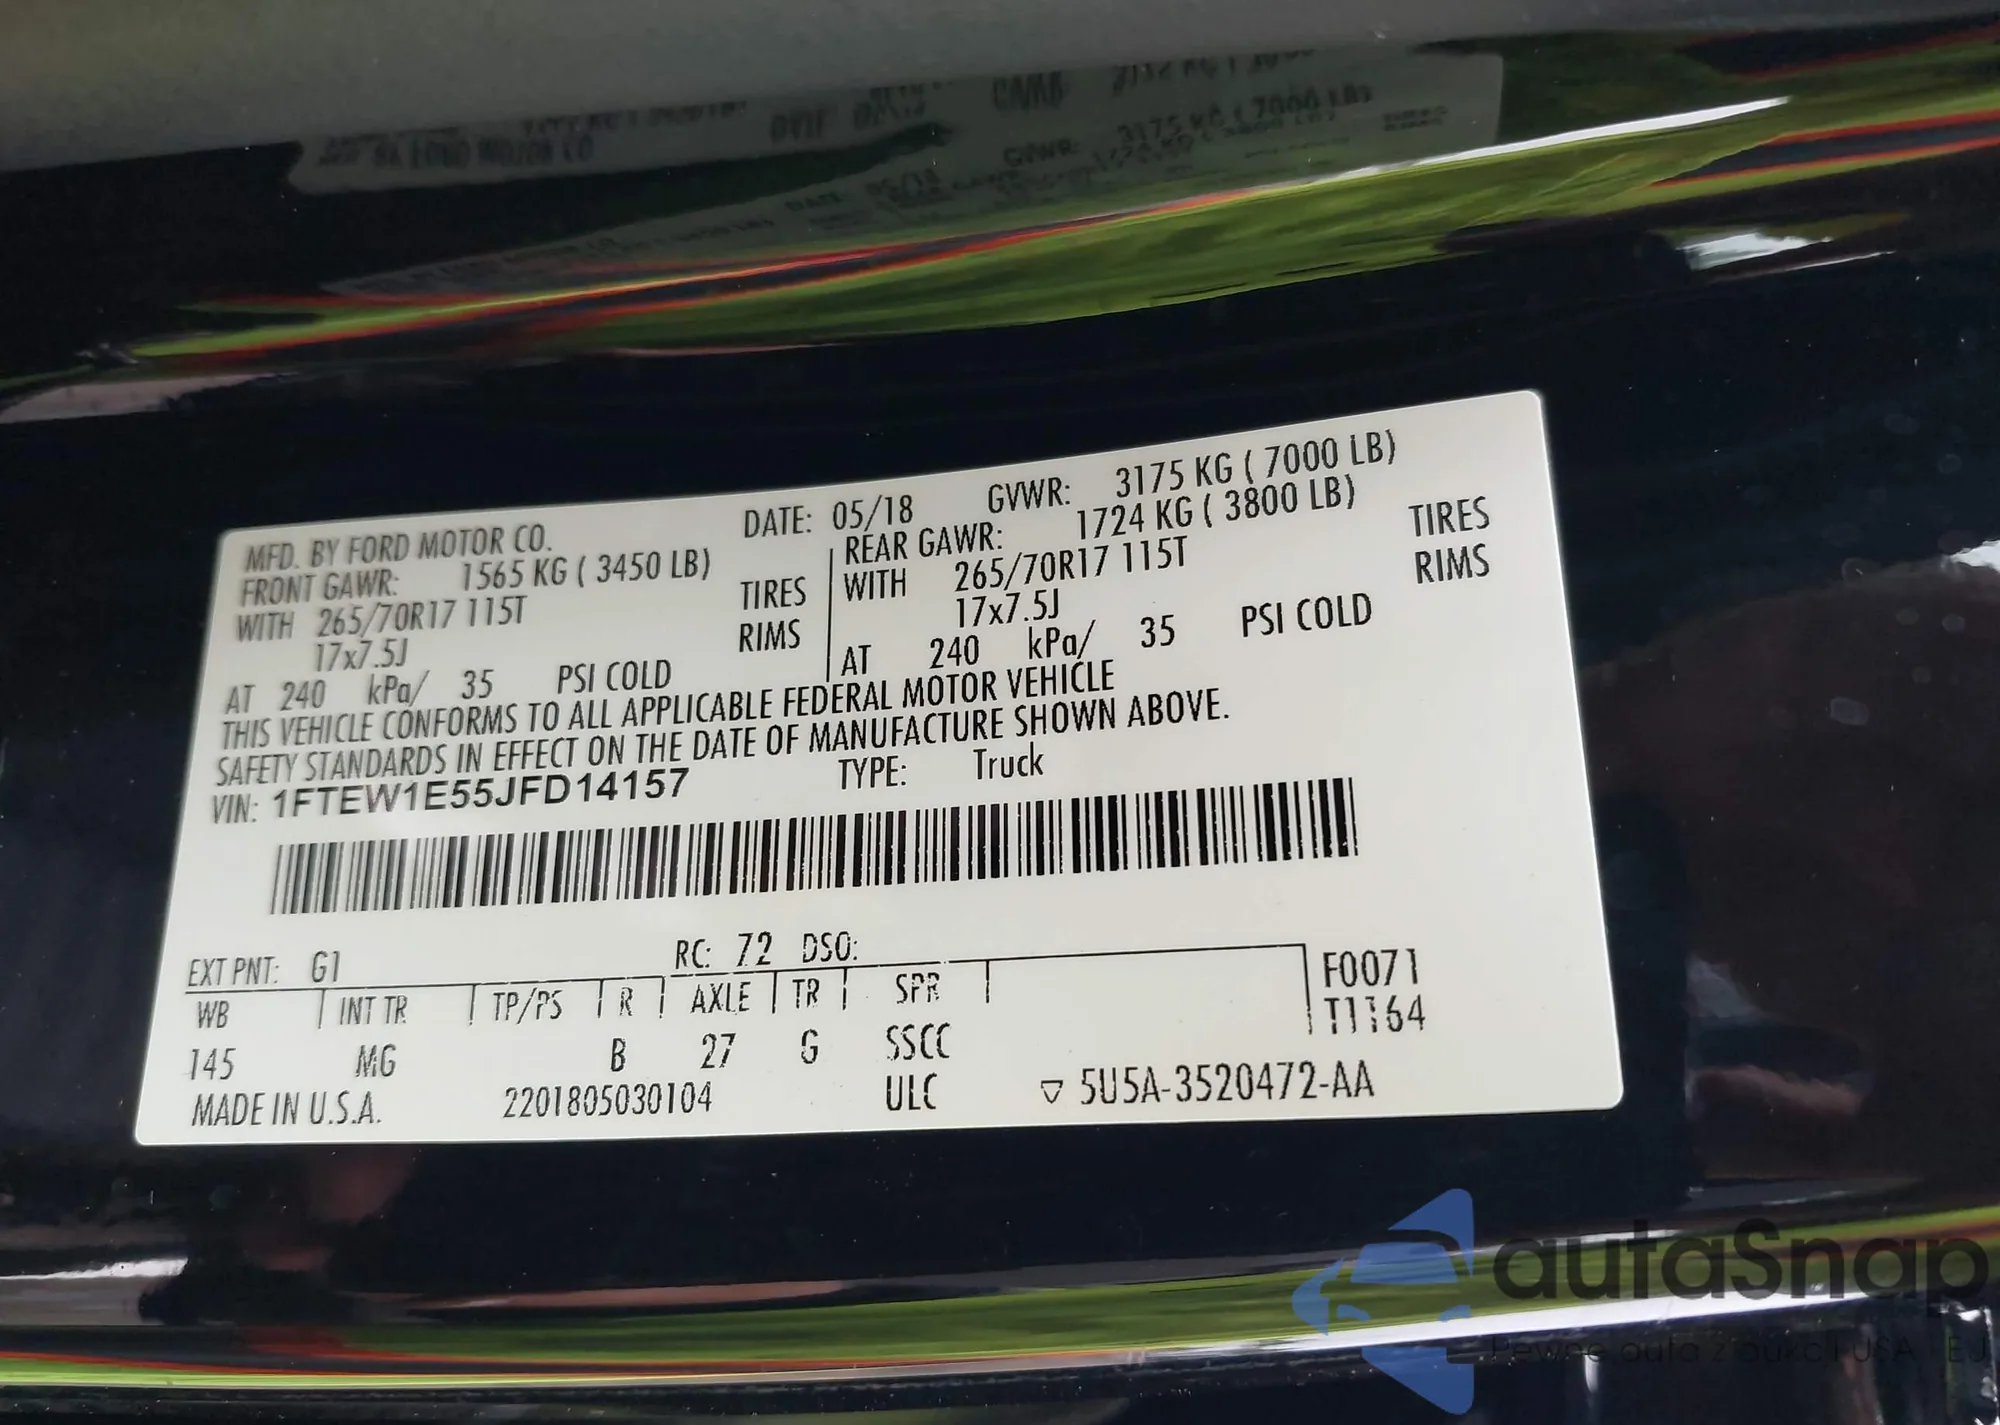 MFD. BY FORD MOTOR CO. DATE: 05/18 GVWR: 3175 KG ( 7000 LB)
FRONT GAWR: 1565 KG ( 3450 LB) REAR GAWR: 1724 KG ( 3800 LB)
WITH 265/70R17 115T TIRES WITH 265/70R17 115T TIRES
17x7.5J RIMS 17x7.5J RIMS
AT 240 kPa/ 35 PSI COLD AT 240 kPa/ 35 PSI COLD
THIS VEHICLE CONFORMS TO ALL APPLICABLE FEDERAL MOTOR VEHICLE
SAFETY STANDARDS IN EFFECT ON THE DATE OF MANUFACTURE SHOWN ABOVE.
VIN: 1FTEW1E55JFD14157 TYPE: Truck
EXT PNT: G1 RC: 72 DSO: F0071
WB INT TR TP/PS R AXLE TR SPR T1164
145 MG B 27 G SSCC
MADE IN U.S.A. 2201805030104 ULC ▽ 5U5A-3520472-AA
autaSnap
Pewne auta z aukcji USA i EU